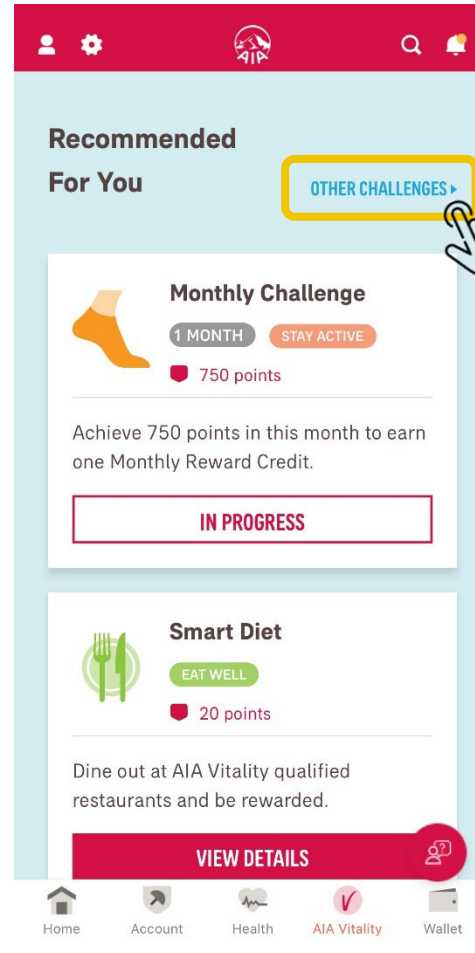 AIA
Recommended
For You
OTHER CHALLENGES
Monthly Challenge
1 MONTH
STAY ACTIVE
750 points
Achieve 750 points in this month to earn
one Monthly Reward Credit.
IN PROGRESS
Smart Diet
EAT WELL
20 points
Dine out at AIA Vitality qualified
restaurants and be rewarded.
VIEW DETAILS
Home
Account
Health
AIA Vitality
Wallet